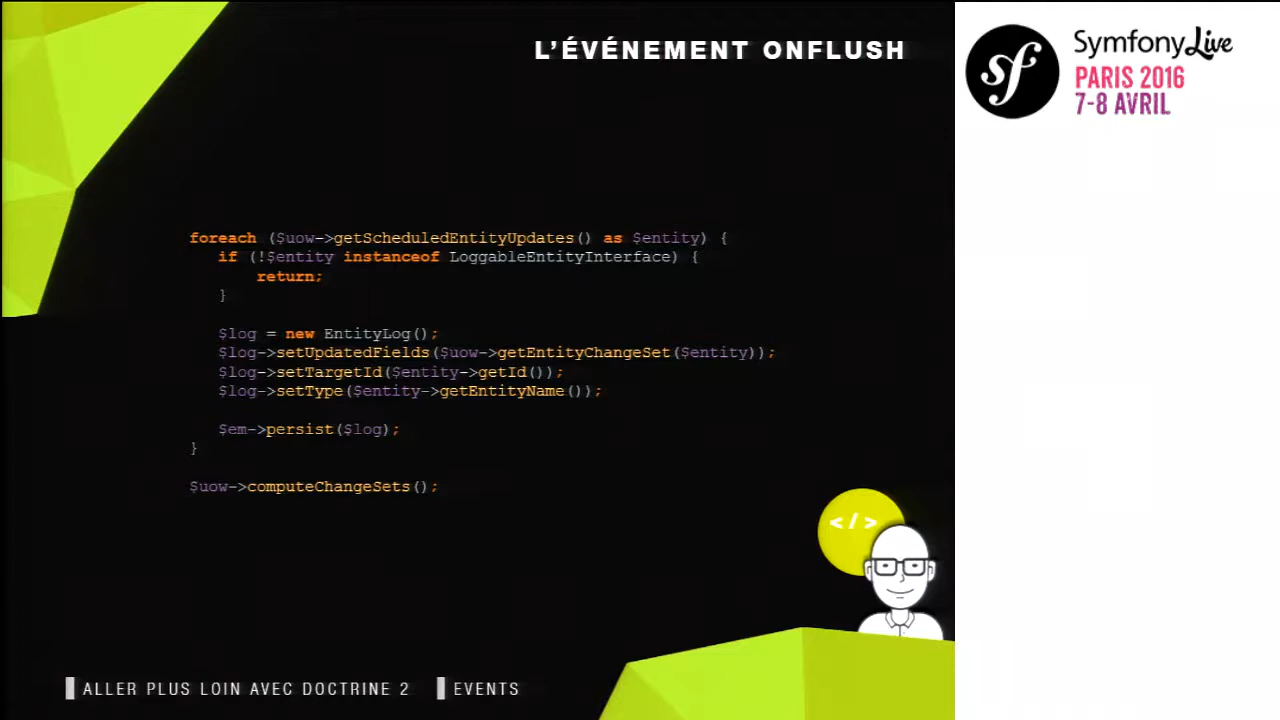 L’ÉVÉNEMENT ONFLUSH
SymfonyLive
PARIS 2016
7-8 AVRIL
sf
foreach ($uow->getScheduledEntityUpdates() as $entity) {
if (!$entity instanceof LoggableEntityInterface) {
return;
}
$log = new EntityLog();
$log->setUpdatedFields($uow->getEntityChangeSet($entity));
$log->setTargetId($entity->getId());
$log->setType($entity->getEntityName());
$em->persist($log);
}
$uow->computeChangeSets();
</>
ALLER PLUS LOIN AVEC DOCTRINE 2
EVENTS